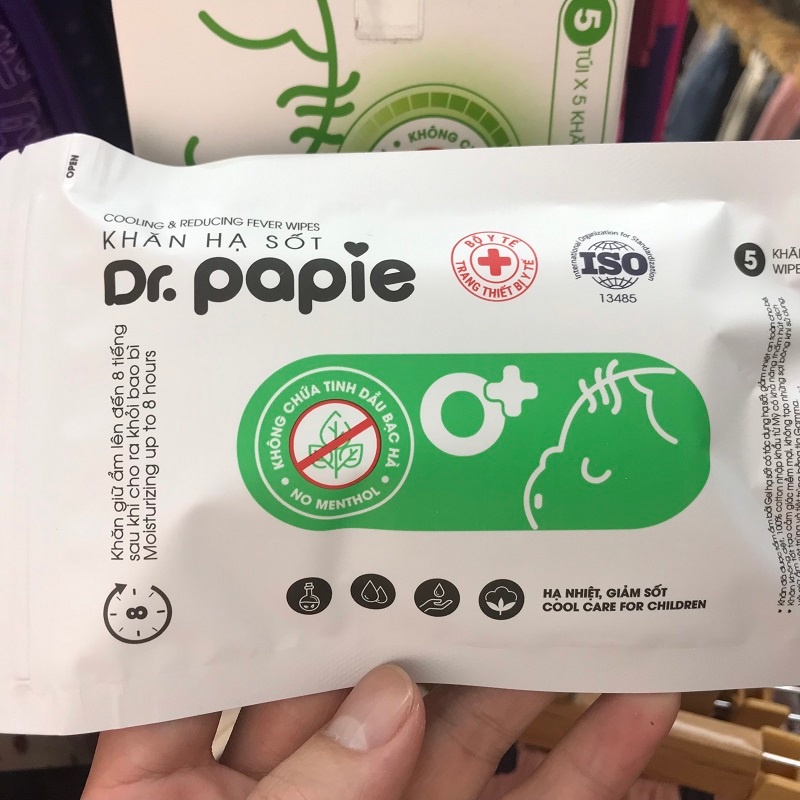 5
TÚI X 5 KHĂ
KHÔNG
OPEN
COOLING & REDUCING FEVER WIPES
KHĂN HẠ SỐT
Dr. papie
BỘ Y TẾ
TRANG THIẾT BỊ Y TẾ
International Organization for Standardization
ISO
13485
5
KHĂ
WIPE
Khăn giữ ẩm lên đến 8 tiếng
sau khi cho ra khỏi bao bì
Moisturizing up to 8 hours
8
KHÔNG CHỨA TINH DẦU BẠC HÀ
NO MENTHOL
0+
HẠ NHIỆT, GIẢM SỐT
COOL CARE FOR CHILDREN